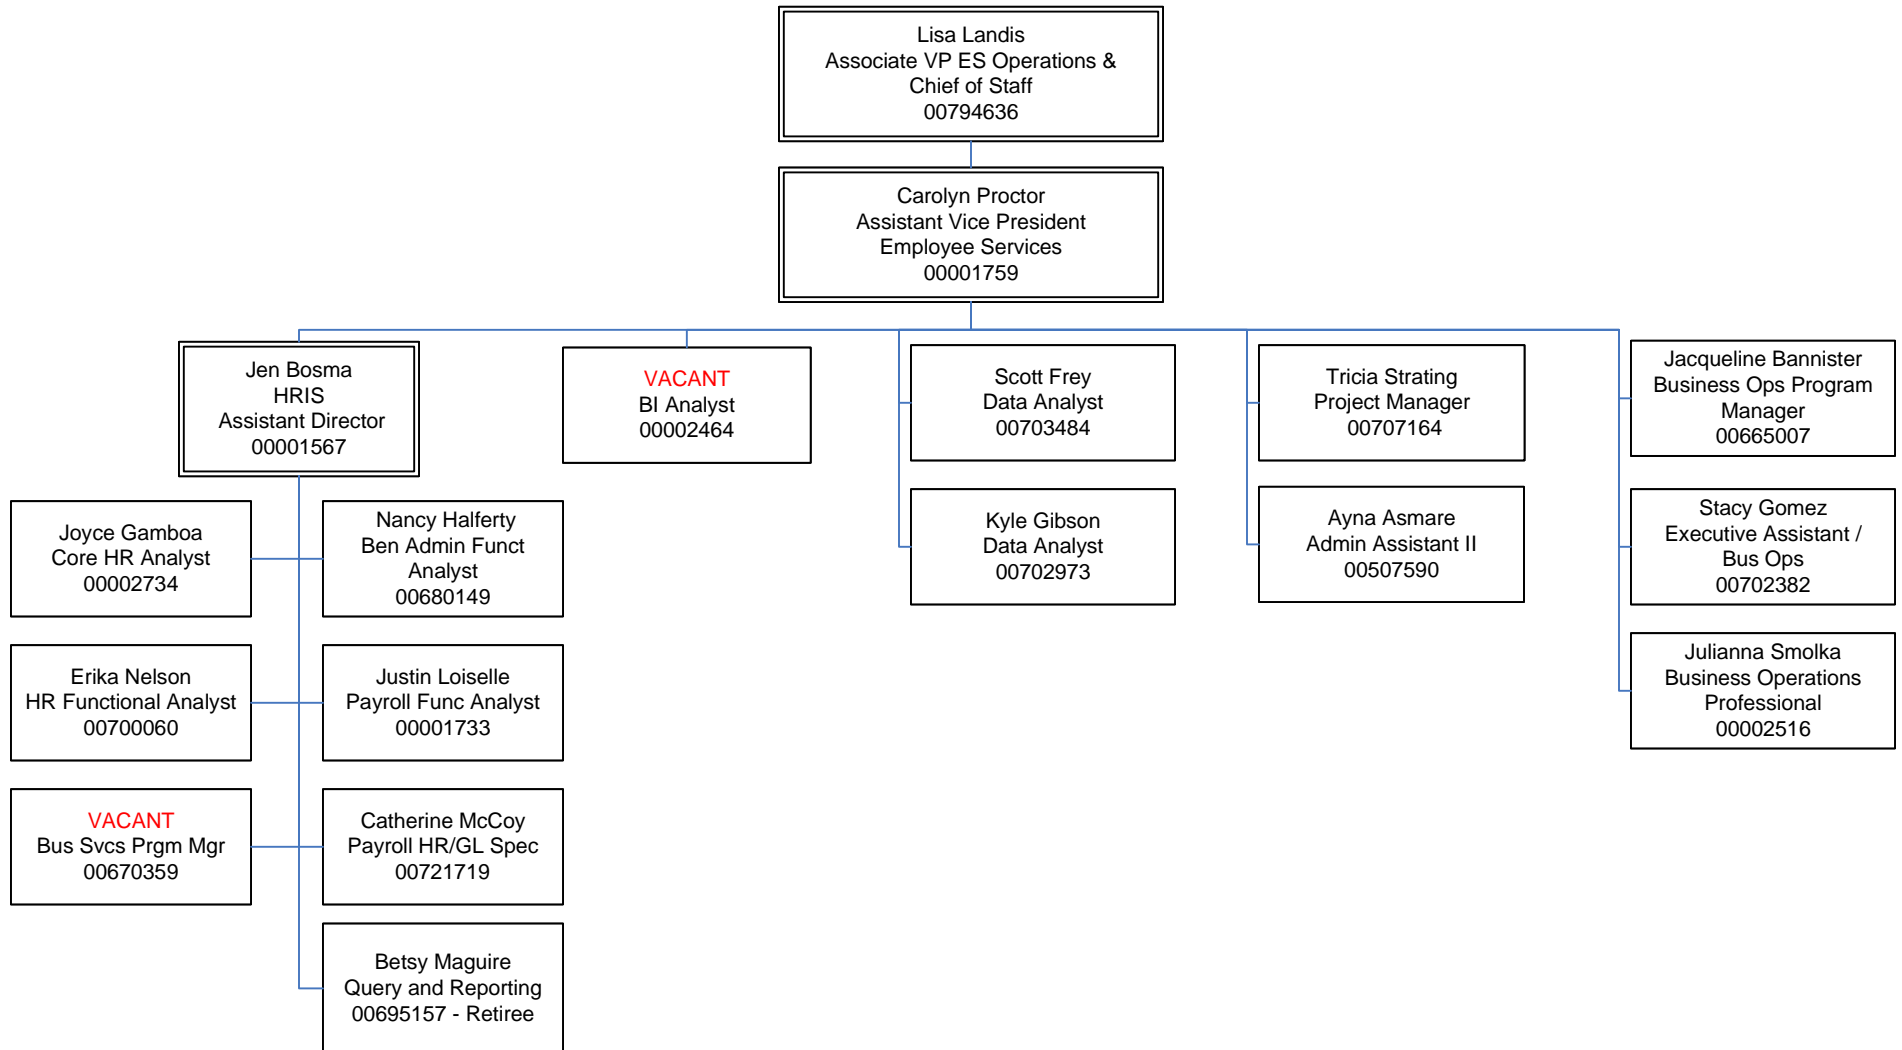 Lisa Landis
Associate VP ES Operations &
Chief of Staff
00794636
Carolyn Proctor
Assistant Vice President
Employee Services
00001759
Jen Bosma
HRIS
Assistant Director
00001567
VACANT
BI Analyst
00002464
Scott Frey
Data Analyst
00703484
Tricia Strating
Project Manager
00707164
Jacqueline Bannister
Business Ops Program
Manager
00665007
Joyce Gamboa
Core HR Analyst
00002734
Nancy Halferty
Ben Admin Funct
Analyst
00680149
Kyle Gibson
Data Analyst
00702973
Ayna Asmare
Admin Assistant II
00507590
Stacy Gomez
Executive Assistant /
Bus Ops
00702382
Erika Nelson
HR Functional Analyst
00700060
Justin Loiselle
Payroll Func Analyst
00001733
Julianna Smolka
Business Operations
Professional
00002516
VACANT
Bus Svcs Prgm Mgr
00670359
Catherine McCoy
Payroll HR/GL Spec
00721719
Betsy Maguire
Query and Reporting
00695157 - Retiree